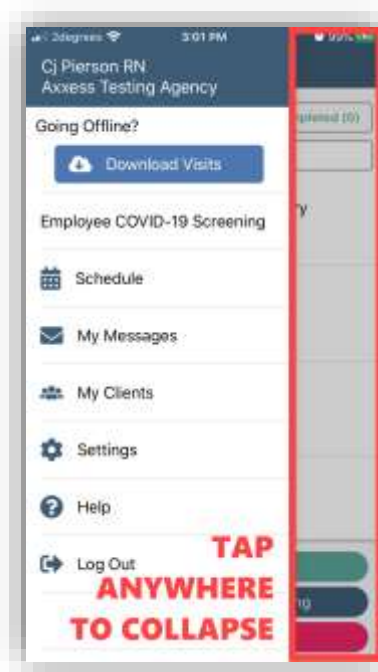 2degrees 3:01 PM 99%
Cj Pierson RN
Axxess Testing Agency
Going Offline?
Download Visits
Employee COVID-19 Screening
Schedule
My Messages
My Clients
Settings
Help
Log Out
TAP
ANYWHERE
TO COLLAPSE